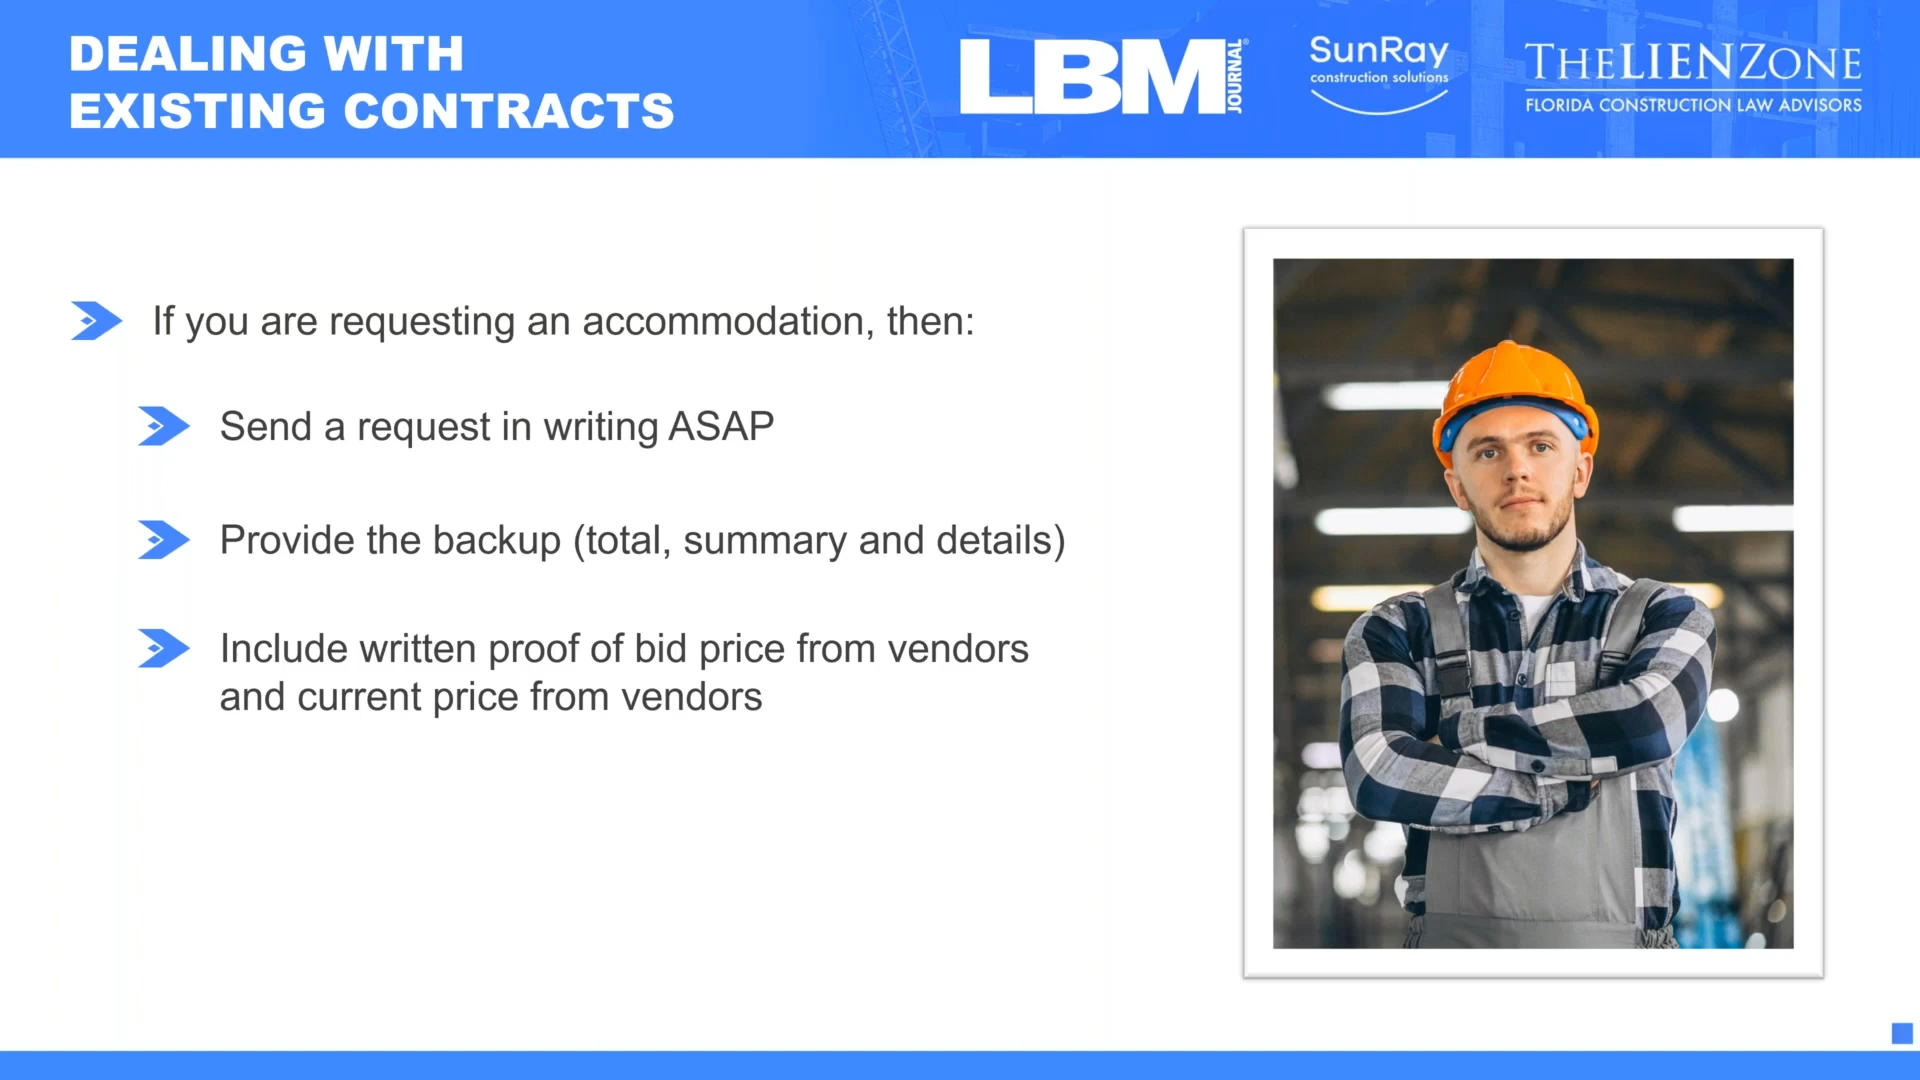 DEALING WITH
EXISTING CONTRACTS
LBM JOURNAL®
SunRay
construction solutions
THELIENZONE
FLORIDA CONSTRUCTION LAW ADVISORS
If you are requesting an accommodation, then:
Send a request in writing ASAP
Provide the backup (total, summary and details)
Include written proof of bid price from vendors
and current price from vendors